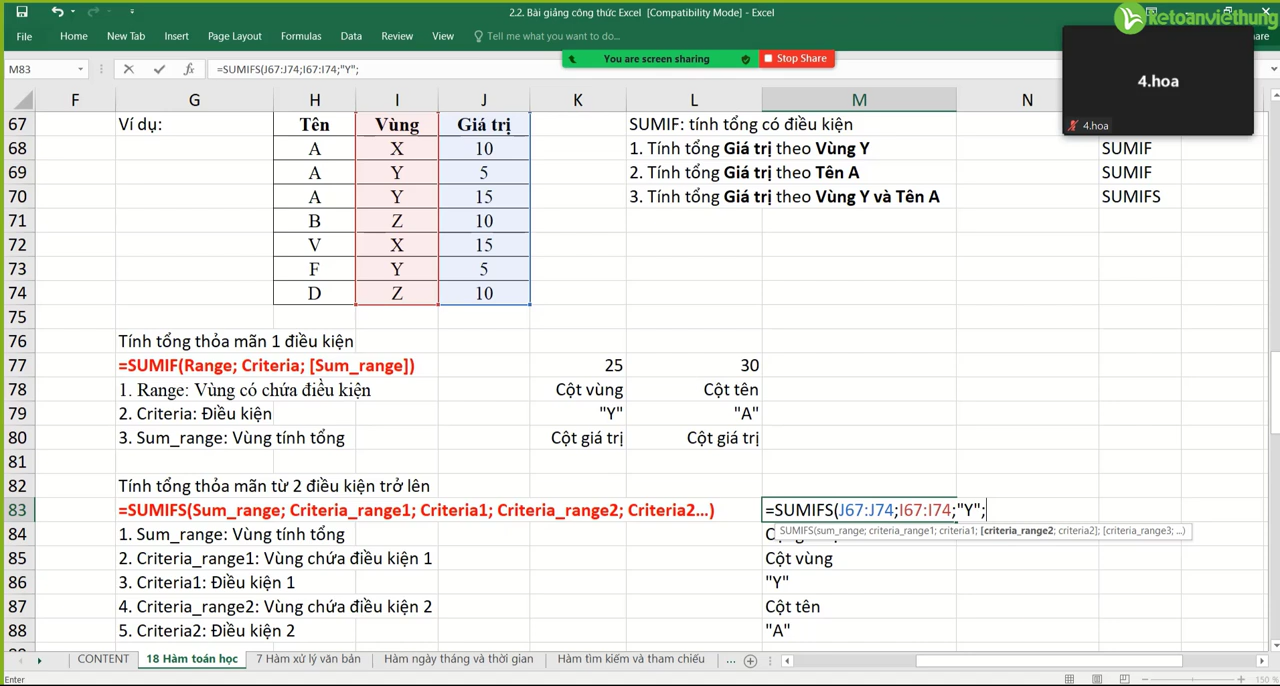 2.2. Bài giảng công thức Excel [Compatibility Mode] - Excel
ketoanviethung
File Home New Tab Insert Page Layout Formulas Data Review View Tell me what you want to do...
You are screen sharing Stop Share
M83 fx =SUMIFS(J67:J74;I67:I74;"Y";
4.hoa
4.hoa
F G H I J K L M N
67 Ví dụ: Tên Vùng Giá trị SUMIF: tính tổng có điều kiện
68 A X 10 1. Tính tổng Giá trị theo Vùng Y SUMIF
69 A Y 5 2. Tính tổng Giá trị theo Tên A SUMIF
70 A Y 15 3. Tính tổng Giá trị theo Vùng Y và Tên A SUMIFS
71 B Z 10
72 V X 15
73 F Y 5
74 D Z 10
75
76 Tính tổng thỏa mãn 1 điều kiện
77 =SUMIF(Range; Criteria; [Sum_range]) 25 30
78 1. Range: Vùng có chứa điều kiện Cột vùng Cột tên
79 2. Criteria: Điều kiện "Y" "A"
80 3. Sum_range: Vùng tính tổng Cột giá trị Cột giá trị
81
82 Tính tổng thỏa mãn từ 2 điều kiện trở lên
83 =SUMIFS(Sum_range; Criteria_range1; Criteria1; Criteria_range2; Criteria2...) =SUMIFS(J67:J74;I67:I74;"Y";
SUMIFS(sum_range; criteria_range1; criteria1; [criteria_range2; criteria2]; [criteria_range3; ...)
84 1. Sum_range: Vùng tính tổng
85 2. Criteria_range1: Vùng chứa điều kiện 1 Cột vùng
86 3. Criteria1: Điều kiện 1 "Y"
87 4. Criteria_range2: Vùng chứa điều kiện 2 Cột tên
88 5. Criteria2: Điều kiện 2 "A"
CONTENT 18 Hàm toán học 7 Hàm xử lý văn bản Hàm ngày tháng và thời gian Hàm tìm kiếm và tham chiếu ...
Enter 150 %